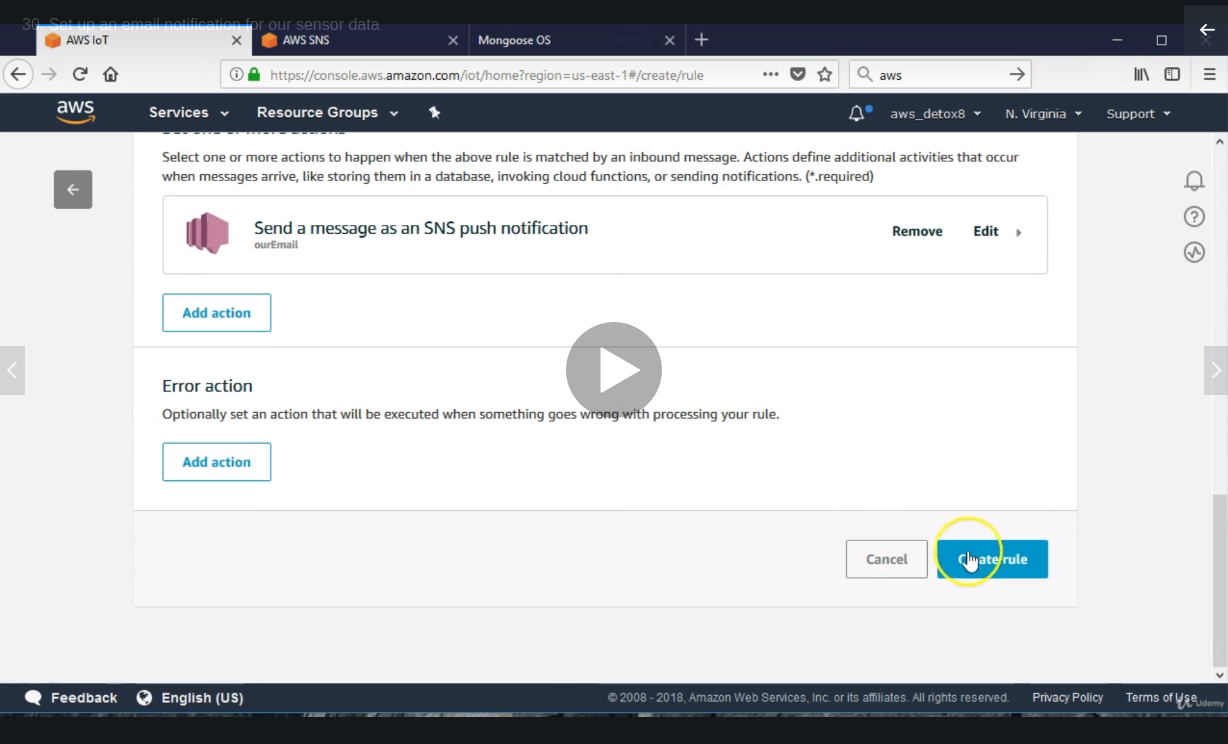 30. Set up an email notification for our sensor data
AWS IoT
AWS SNS
Mongoose OS
https://console.aws.amazon.com/iot/home?region=us-east-1#/create/rule
aws
aws
Services
Resource Groups
aws_detox8
N. Virginia
Support
Select one or more actions to happen when the above rule is matched by an inbound message. Actions define additional activities that occur
when messages arrive, like storing them in a database, invoking cloud functions, or sending notifications. (*.required)
Send a message as an SNS push notification
ourEmail
Remove
Edit
Add action
Error action
Optionally set an action that will be executed when something goes wrong with processing your rule.
Add action
Cancel
Create rule
Feedback
English (US)
© 2008 - 2018, Amazon Web Services, Inc. or its affiliates. All rights reserved.
Privacy Policy
Terms of Use
Udemy